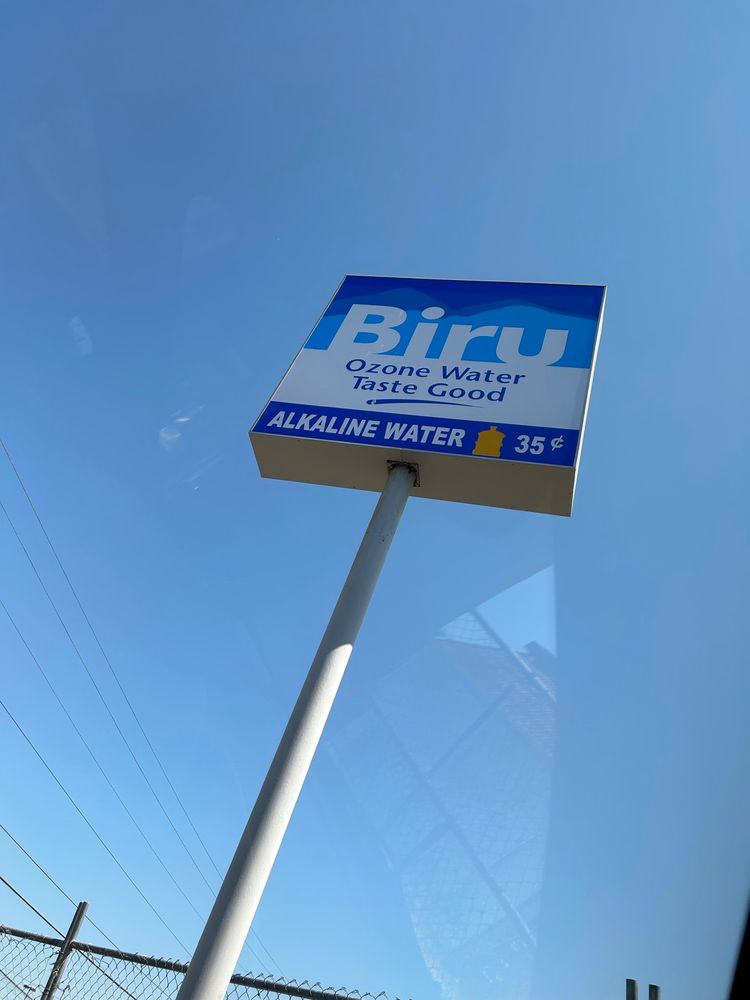 Biru
Ozone Water
Taste Good
ALKALINE WATER 35¢